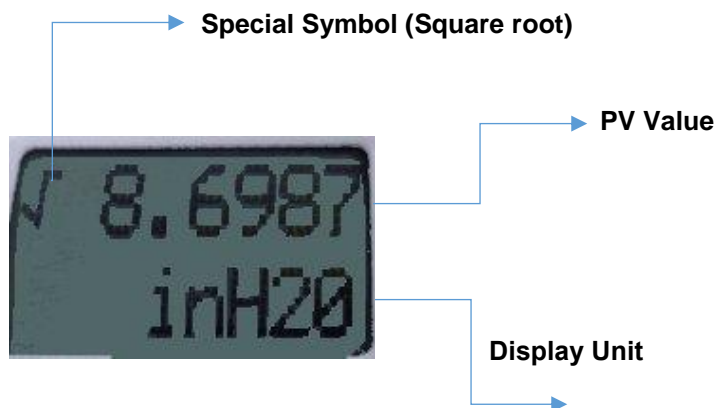 Special Symbol (Square root)
PV Value
√ 8.6987
inH20
Display Unit